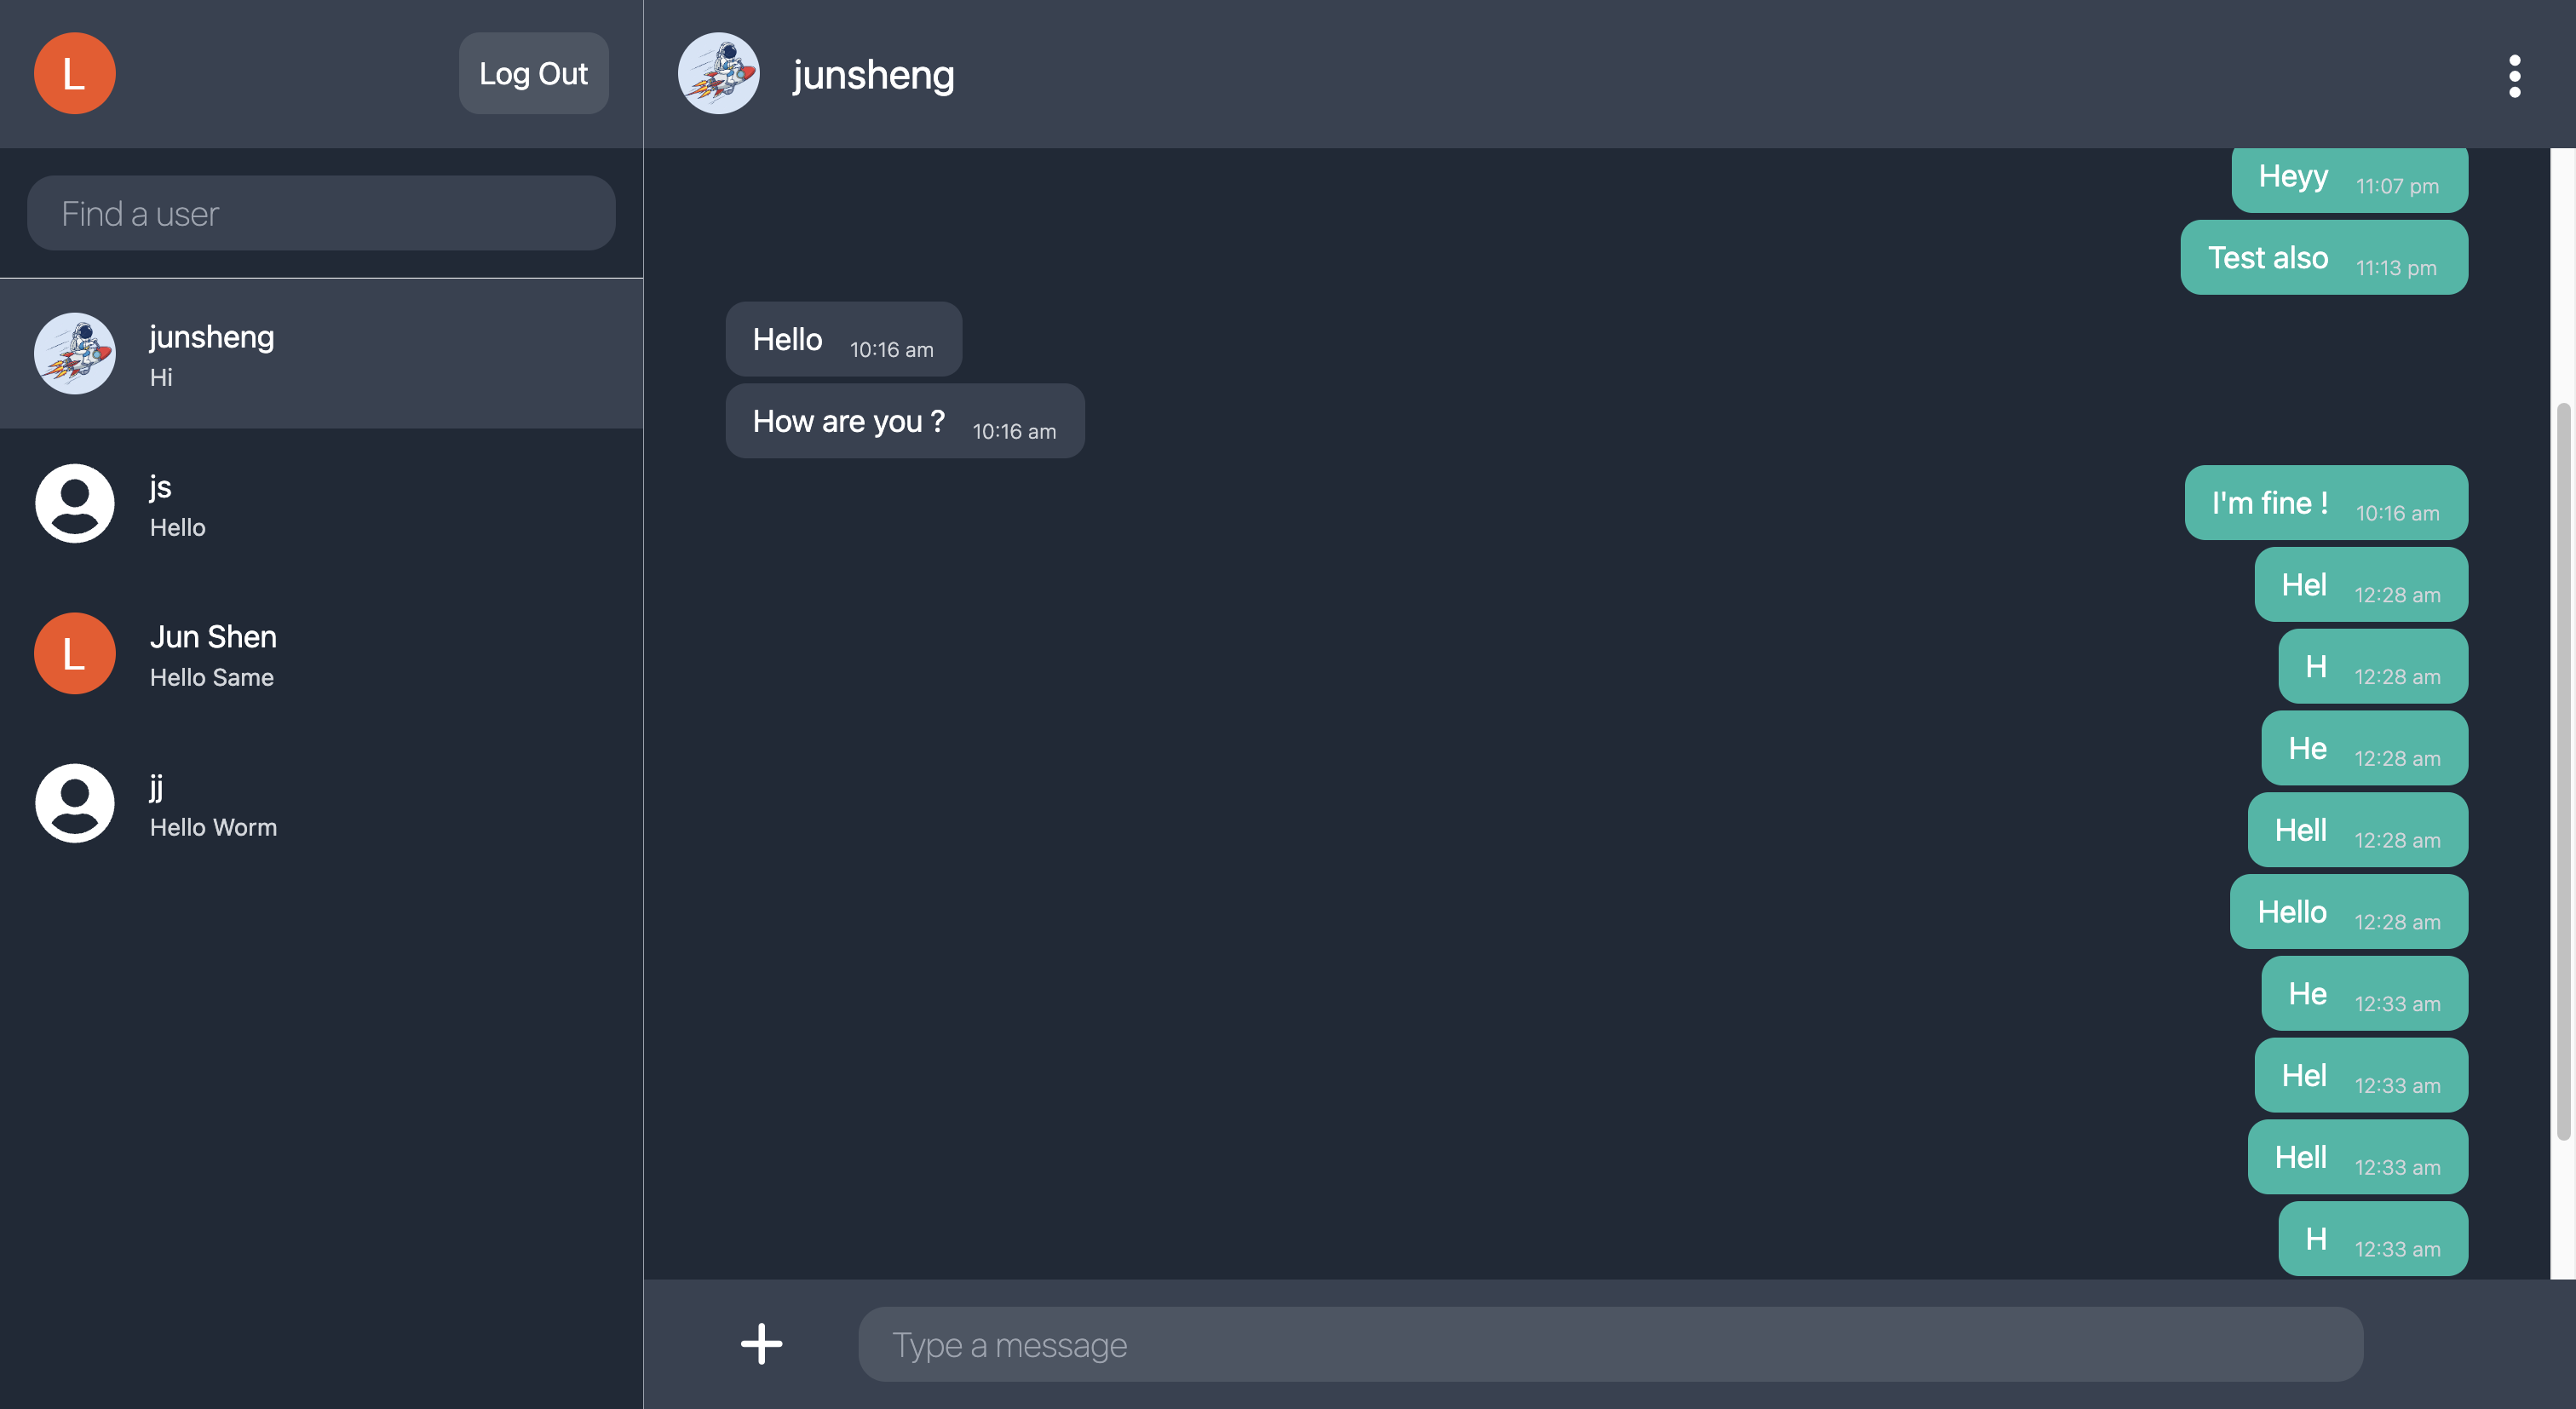 L
Log Out
Find a user
junsheng
Hi
js
Hello
L
Jun Shen
Hello Same
jj
Hello Worm
junsheng
Heyy 11:07 pm
Test also 11:13 pm
Hello 10:16 am
How are you ? 10:16 am
I'm fine ! 10:16 am
Hel 12:28 am
H 12:28 am
He 12:28 am
Hell 12:28 am
Hello 12:28 am
He 12:33 am
Hel 12:33 am
Hell 12:33 am
H 12:33 am
Type a message